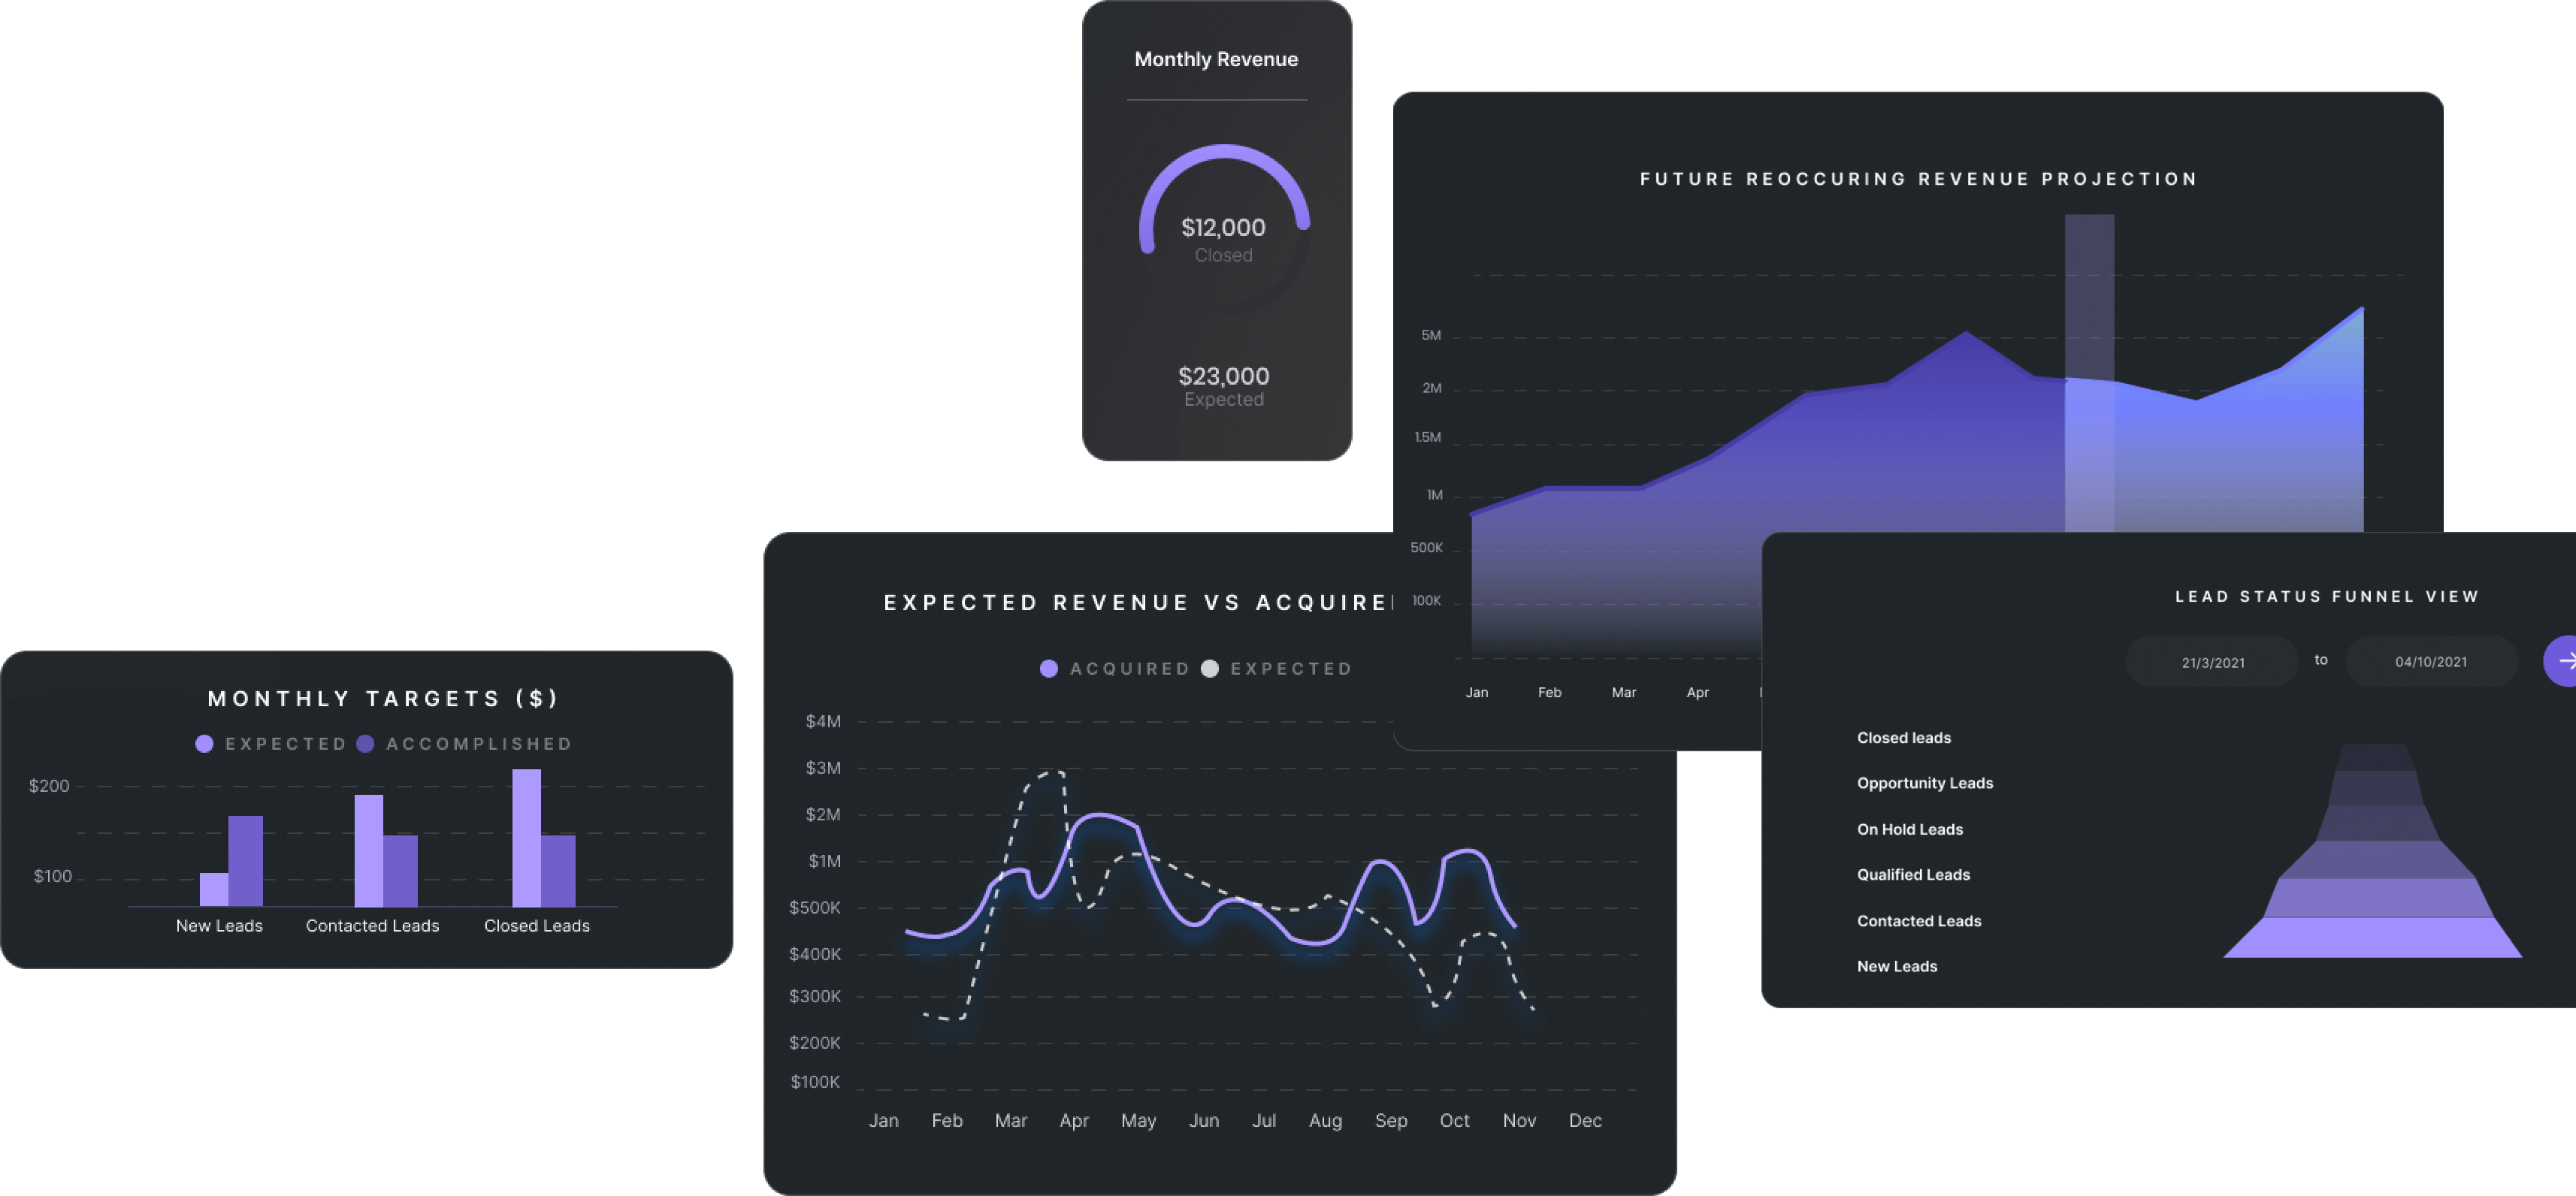 Monthly Revenue
$12,000
Closed
$23,000
Expected
FUTURE REOCCURING REVENUE PROJECTION
5M
2M
1.5M
1M
500K
100K
Jan Feb Mar Apr
EXPECTED REVENUE VS ACQUIRE
ACQUIRED EXPECTED
$4M
$3M
$2M
$1M
$500K
$400K
$300K
$200K
$100K
Jan Feb Mar Apr May Jun Jul Aug Sep Oct Nov Dec
LEAD STATUS FUNNEL VIEW
21/3/2021 to 04/10/2021
Closed leads
Opportunity Leads
On Hold Leads
Qualified Leads
Contacted Leads
New Leads
MONTHLY TARGETS ($)
EXPECTED ACCOMPLISHED
$200
$100
New Leads Contacted Leads Closed Leads